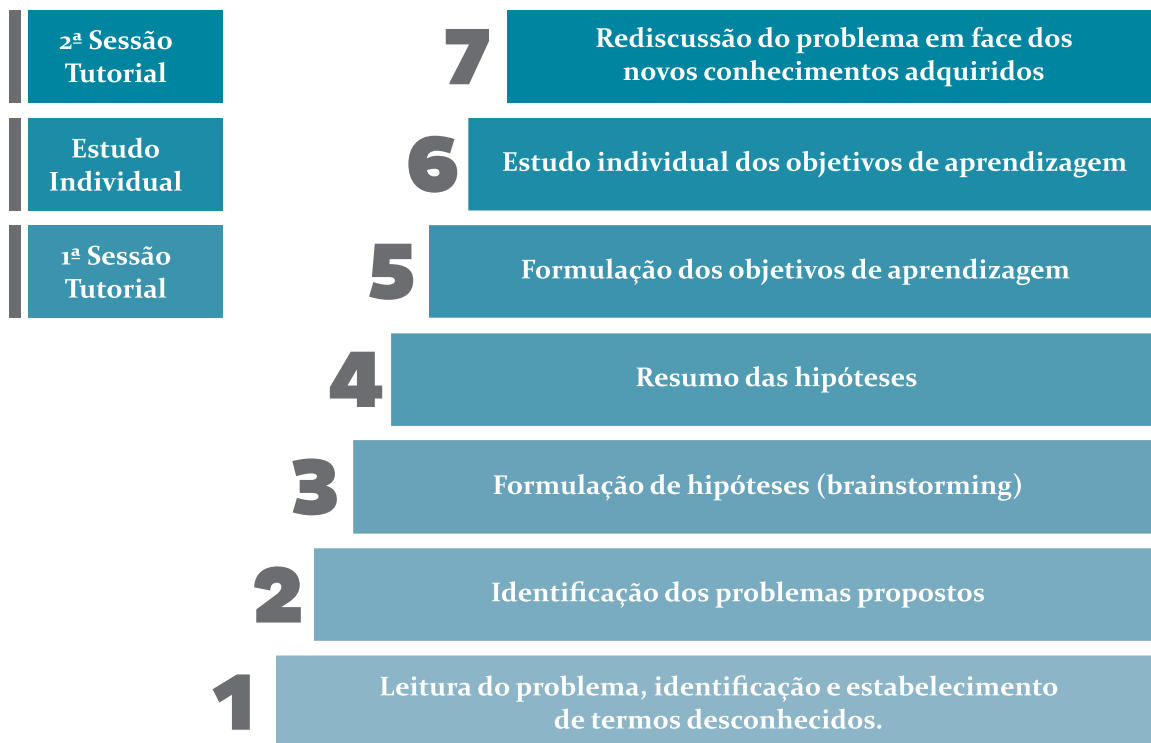 2ª Sessão
Tutorial
7
Rediscussão do problema em face dos
novos conhecimentos adquiridos
Estudo
Individual
6
Estudo individual dos objetivos de aprendizagem
1ª Sessão
Tutorial
5
Formulação dos objetivos de aprendizagem
4
Resumo das hipóteses
3
Formulação de hipóteses (brainstorming)
2
Identificação dos problemas propostos
1
Leitura do problema, identificação e estabelecimento
de termos desconhecidos.